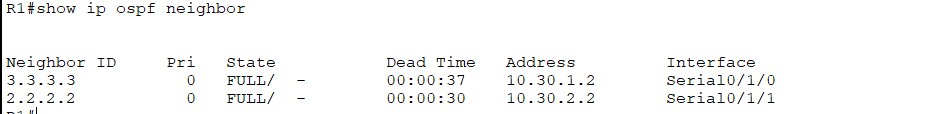 R1#show ip ospf neighbor
Neighbor ID Pri State Dead Time Address Interface
3.3.3.3 0 FULL/ - 00:00:37 10.30.1.2 Serial0/1/0
2.2.2.2 0 FULL/ - 00:00:30 10.30.2.2 Serial0/1/1
R1#